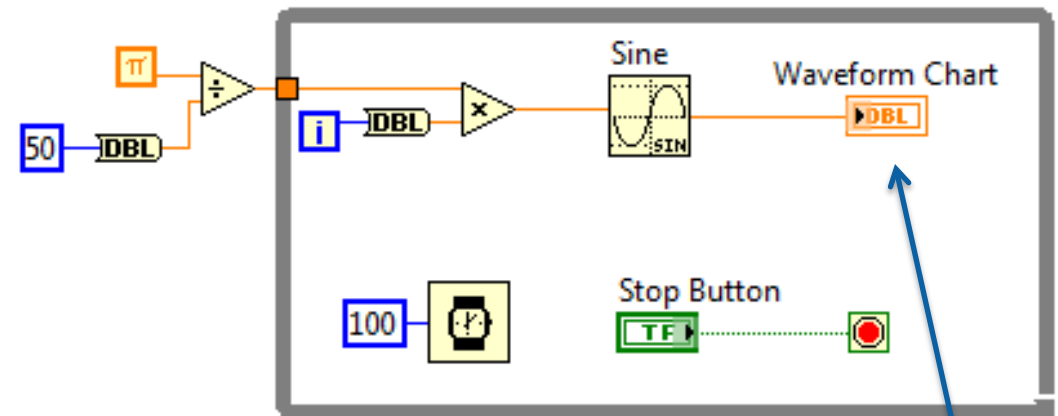 Sine
Waveform Chart
π
÷
50
DBL
i
DBL
×
SIN
DBL
Stop Button
100
TF